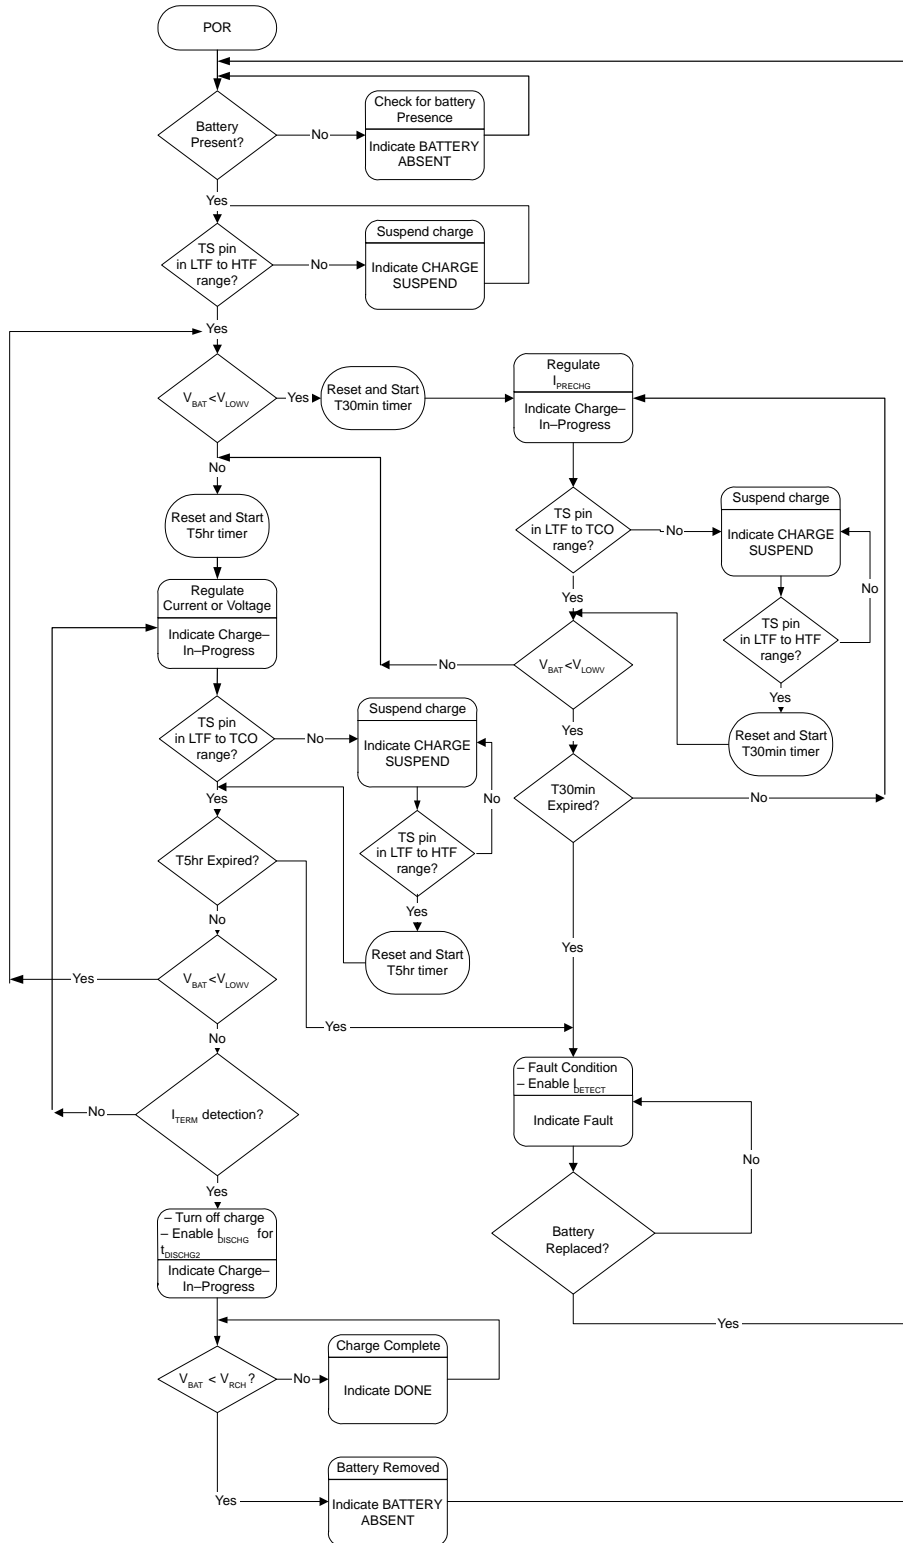 POR
Battery
Present?
No
Check for battery
Presence
Indicate BATTERY
ABSENT
Yes
TS pin
in LTF to HTF
range?
No
Suspend charge
Indicate CHARGE
SUSPEND
Yes
V_BAT <V_LOWV
Yes
Reset and Start
T30min timer
Regulate
I_PRECHG
Indicate Charge–
In–Progress
No
Reset and Start
T5hr timer
TS pin
in LTF to TCO
range?
No
Suspend charge
Indicate CHARGE
SUSPEND
No
TS pin
in LTF to HTF
range?
Yes
Reset and Start
T30min timer
Yes
V_BAT <V_LOWV
No
Yes
T30min
Expired?
No
Yes
Regulate
Current or Voltage
Indicate Charge–
In–Progress
TS pin
in LTF to TCO
range?
No
Suspend charge
Indicate CHARGE
SUSPEND
No
TS pin
in LTF to HTF
range?
Yes
Reset and Start
T5hr timer
Yes
T5hr Expired?
Yes
No
V_BAT <V_LOWV
Yes
No
I_TERM detection?
No
Yes
– Fault Condition
– Enable I_DETECT
Indicate Fault
No
Battery
Replaced?
Yes
– Turn off charge
– Enable I_DISCHG for
t_DISCHG2
Indicate Charge–
In–Progress
V_BAT < V_RCH ?
No
Charge Complete
Indicate DONE
Yes
Battery Removed
Indicate BATTERY
ABSENT